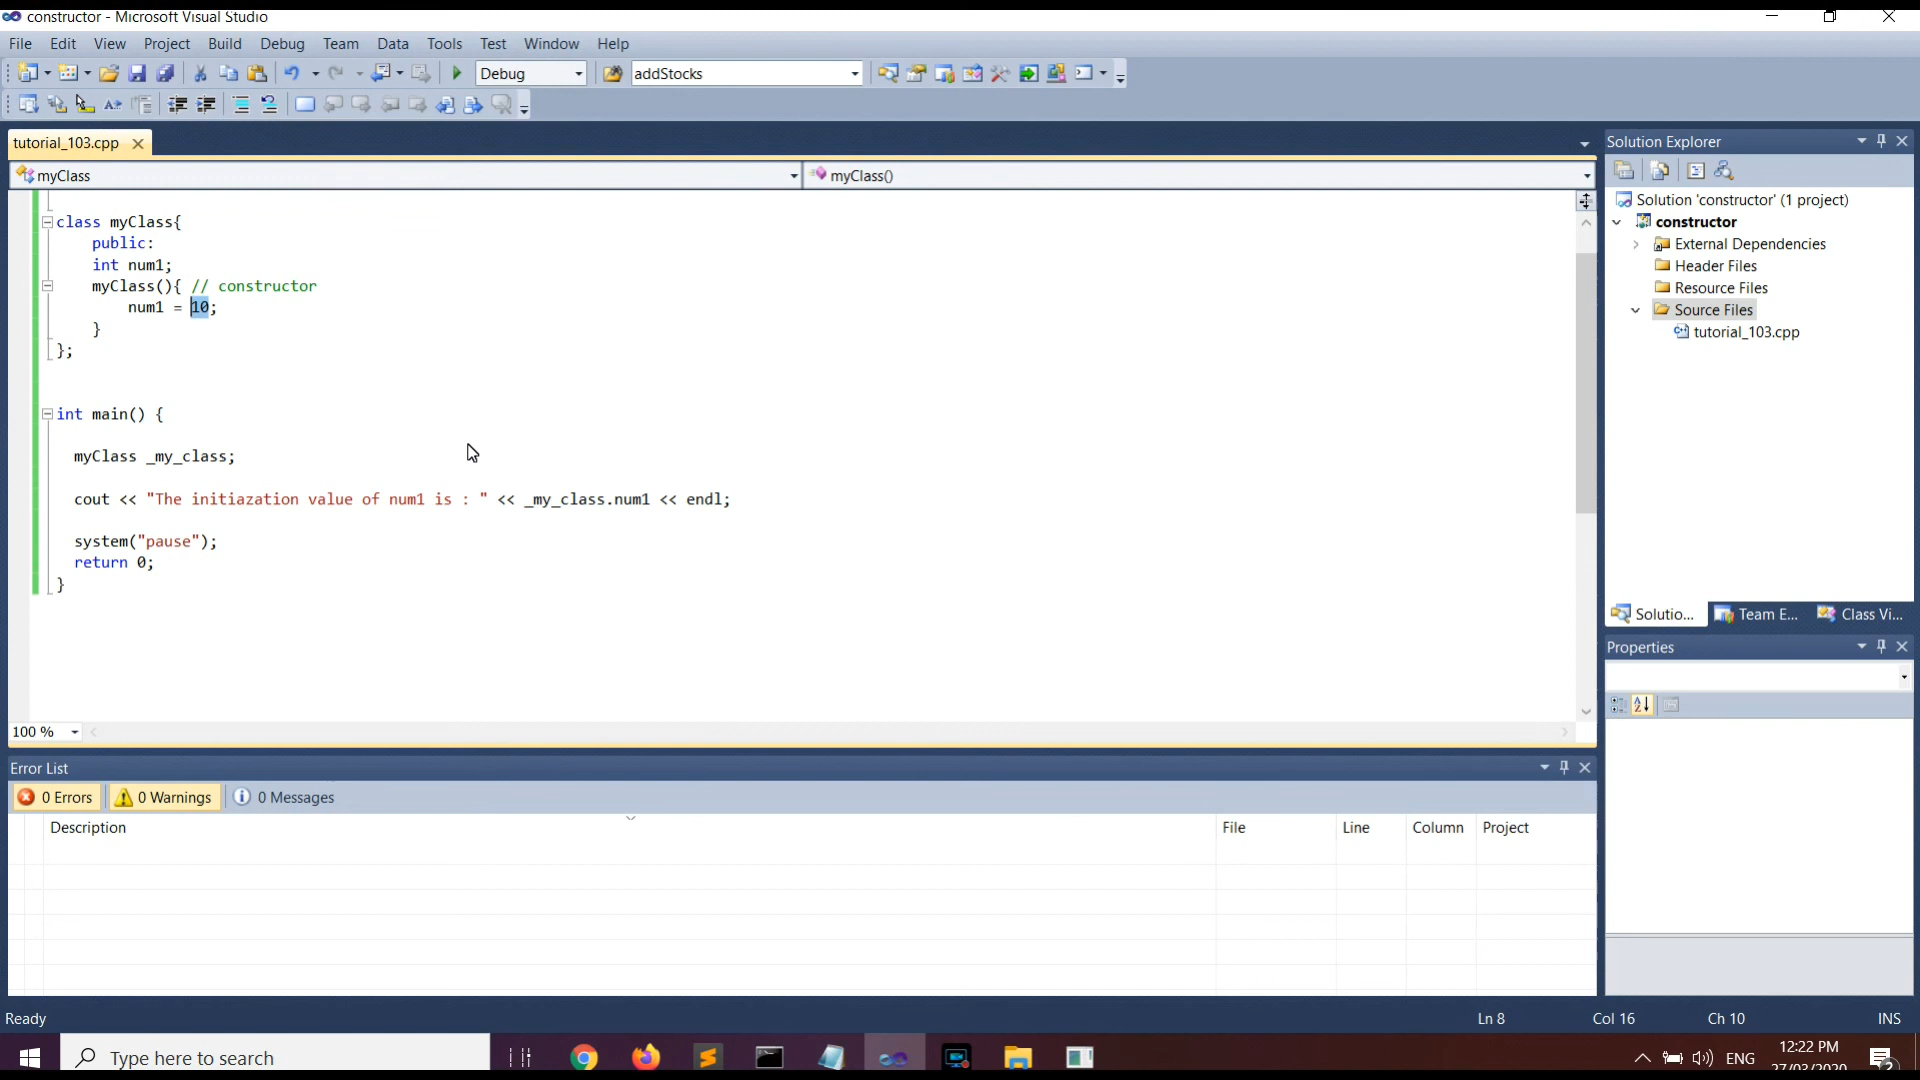 constructor - Microsoft Visual Studio
File Edit View Project Build Debug Team Data Tools Test Window Help
Debug addStocks
tutorial_103.cpp
myClass myClass()
class myClass{
public:
int num1;
myClass(){ // constructor
num1 = 10;
}
};
int main() {
myClass _my_class;
cout << "The initiazation value of num1 is : " << _my_class.num1 << endl;
system("pause");
return 0;
}
100 %
Solution Explorer
Solution 'constructor' (1 project)
constructor
External Dependencies
Header Files
Resource Files
Source Files
tutorial_103.cpp
Solutio... Team E... Class Vi...
Properties
Error List
0 Errors 0 Warnings 0 Messages
Description File Line Column Project
Ready Ln 8 Col 16 Ch 10 INS
Type here to search ENG 12:22 PM
27/03/2020
2